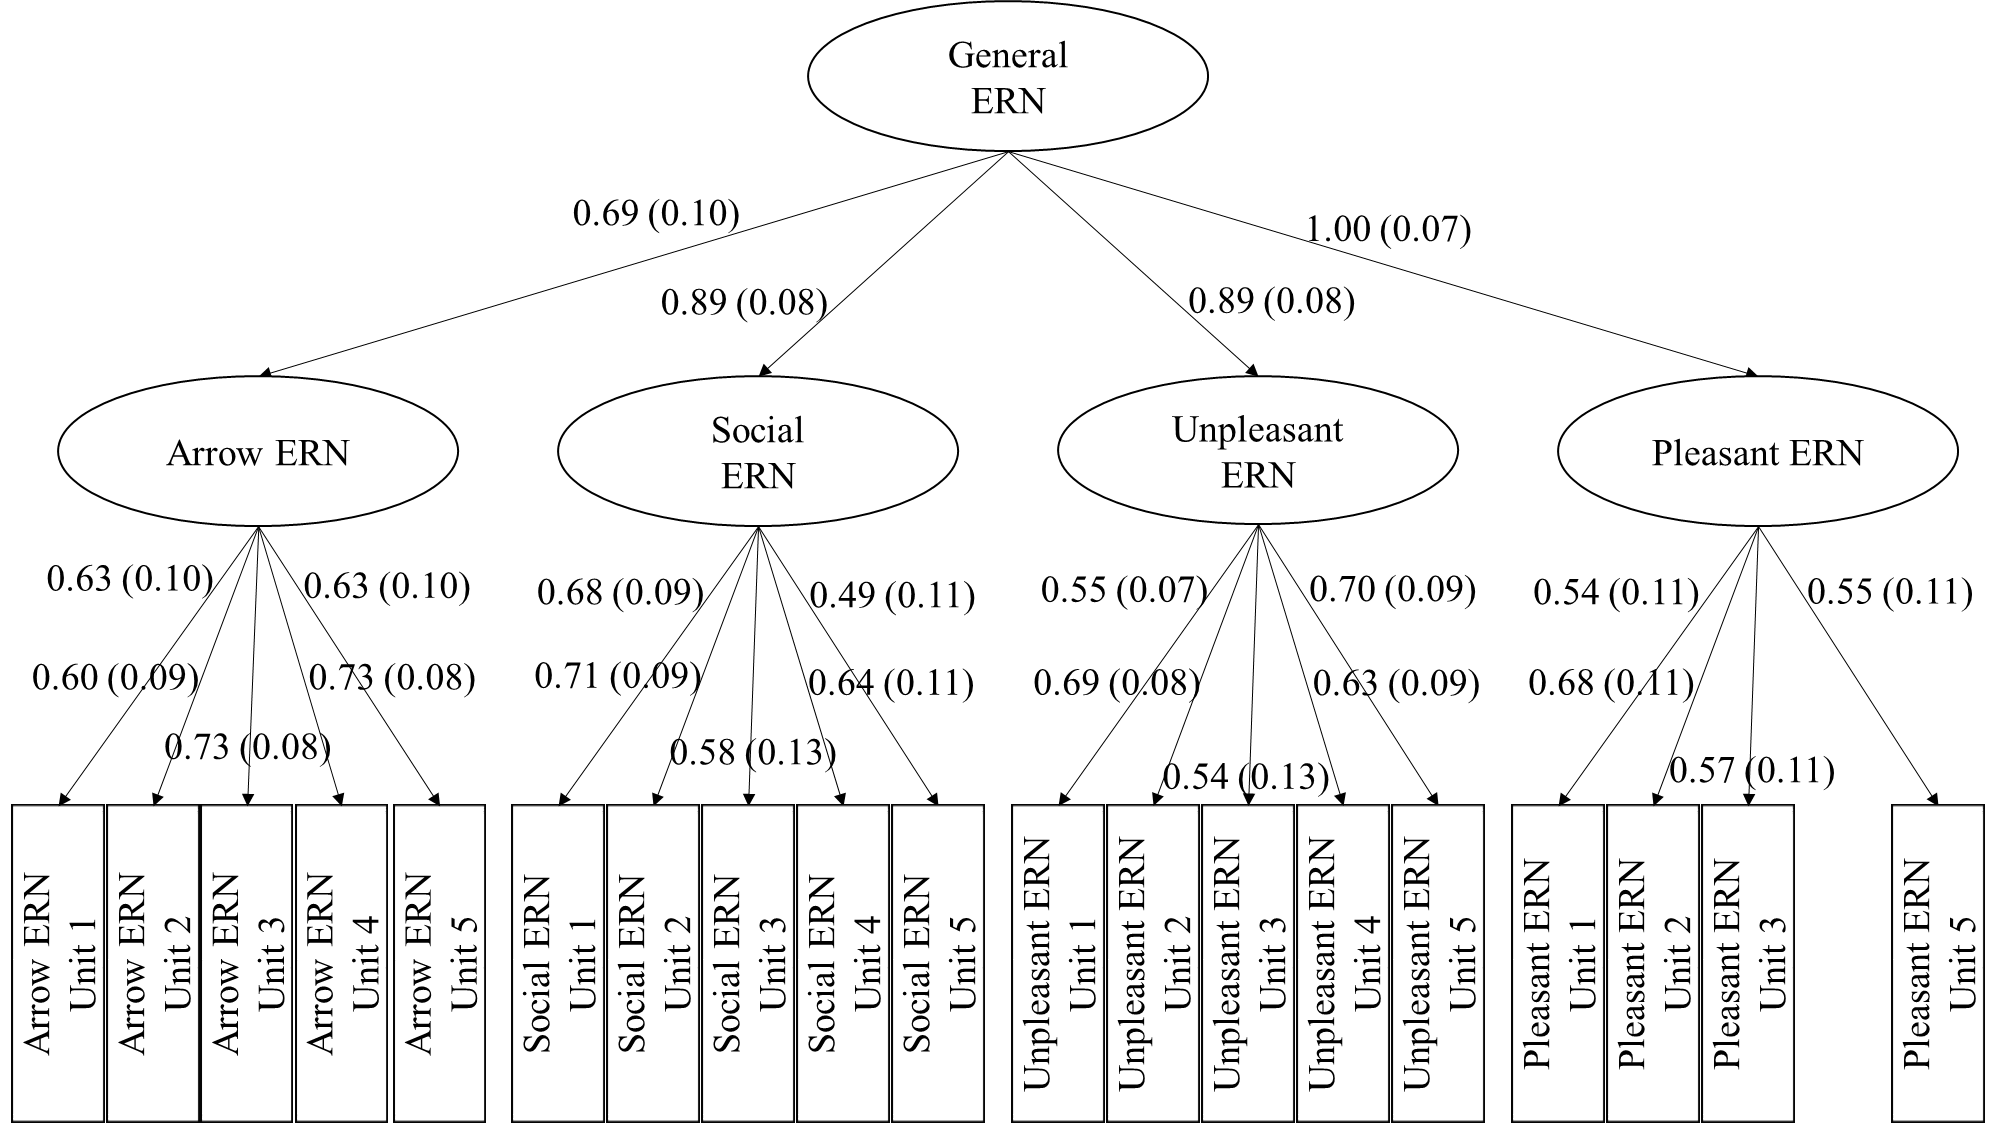 General
ERN
0.69 (0.10)
1.00 (0.07)
0.89 (0.08)
0.89 (0.08)
Arrow ERN
Social
ERN
Unpleasant
ERN
Pleasant ERN
0.63 (0.10)
0.63 (0.10)
0.68 (0.09)
0.49 (0.11)
0.55 (0.07)
0.70 (0.09)
0.54 (0.11)
0.55 (0.11)
0.60 (0.09)
0.73 (0.08)
0.71 (0.09)
0.64 (0.11)
0.69 (0.08)
0.63 (0.09)
0.68 (0.11)
0.73 (0.08)
0.58 (0.13)
0.54 (0.13)
0.57 (0.11)
Arrow ERN
Unit 1
Arrow ERN
Unit 2
Arrow ERN
Unit 3
Arrow ERN
Unit 4
Arrow ERN
Unit 5
Social ERN
Unit 1
Social ERN
Unit 2
Social ERN
Unit 3
Social ERN
Unit 4
Social ERN
Unit 5
Unpleasant ERN
Unit 1
Unpleasant ERN
Unit 2
Unpleasant ERN
Unit 3
Unpleasant ERN
Unit 4
Unpleasant ERN
Unit 5
Pleasant ERN
Unit 1
Pleasant ERN
Unit 2
Pleasant ERN
Unit 3
Pleasant ERN
Unit 5